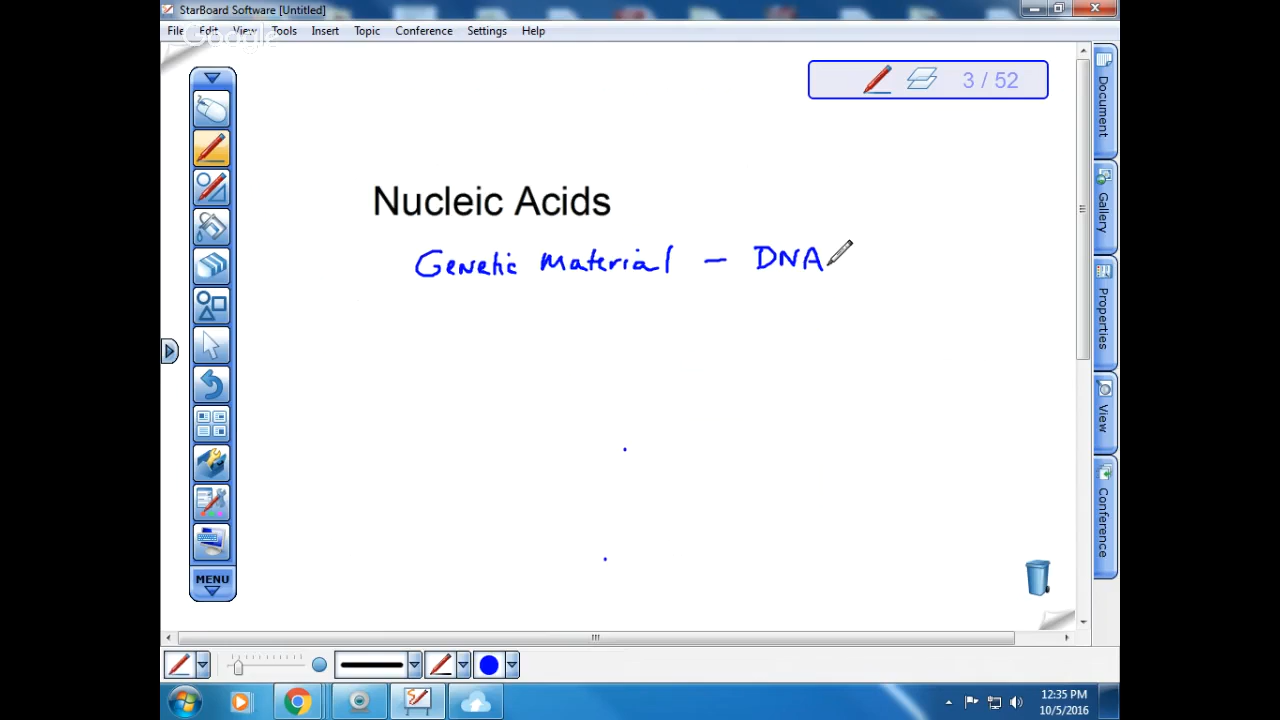 StarBoard Software [Untitled]
File Edit View Tools Insert Topic Conference Settings Help
Google
3 / 52
Document
Gallery
Properties
View
Conference
Nucleic Acids
Genetic Material – DNA
MENU
12:35 PM
10/5/2016